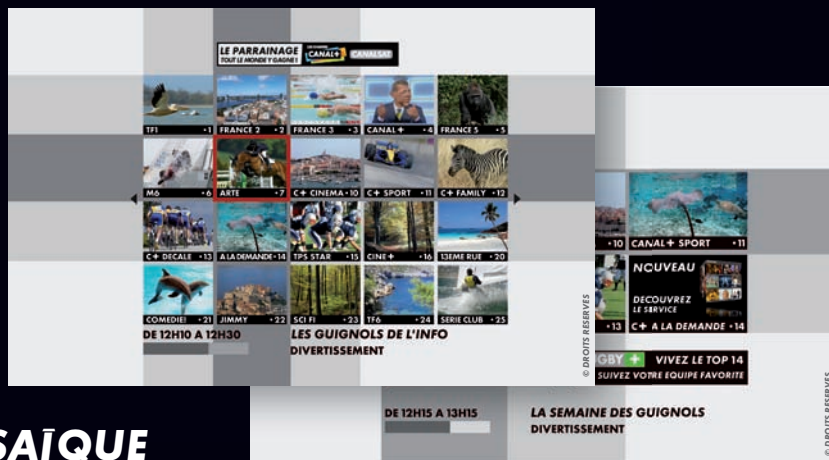 LE PARRAINAGE
TOUT LE MONDE Y GAGNE !
LES CHAINES CANAL+ CANALSAT
TF1 •1 FRANCE 2 •2 FRANCE 3 •3 CANAL+ •4 FRANCE 5 •5
M6 •6 ARTE •7 C+ CINEMA •10 C+ SPORT •11 C+ FAMILY •12
C+ DECALE •13 A LA DEMANDE •14 TPS STAR •15 CINE+ •16 13EME RUE •20
COMEDIE! •21 JIMMY •22 SCI FI •23 TF6 •24 SERIE CLUB •25
DE 12H10 A 12H30
LES GUIGNOLS DE L'INFO
DIVERTISSEMENT
© DROITS RESERVES
•10 CANAL+ SPORT •11
NOUVEAU
DECOUVREZ
LE SERVICE
•13 C+ A LA DEMANDE •14
GBY + VIVEZ LE TOP 14
SUIVEZ VOTRE EQUIPE FAVORITE
DE 12H15 A 13H15
LA SEMAINE DES GUIGNOLS
DIVERTISSEMENT
© DROITS RESERVES
SAÏQUE